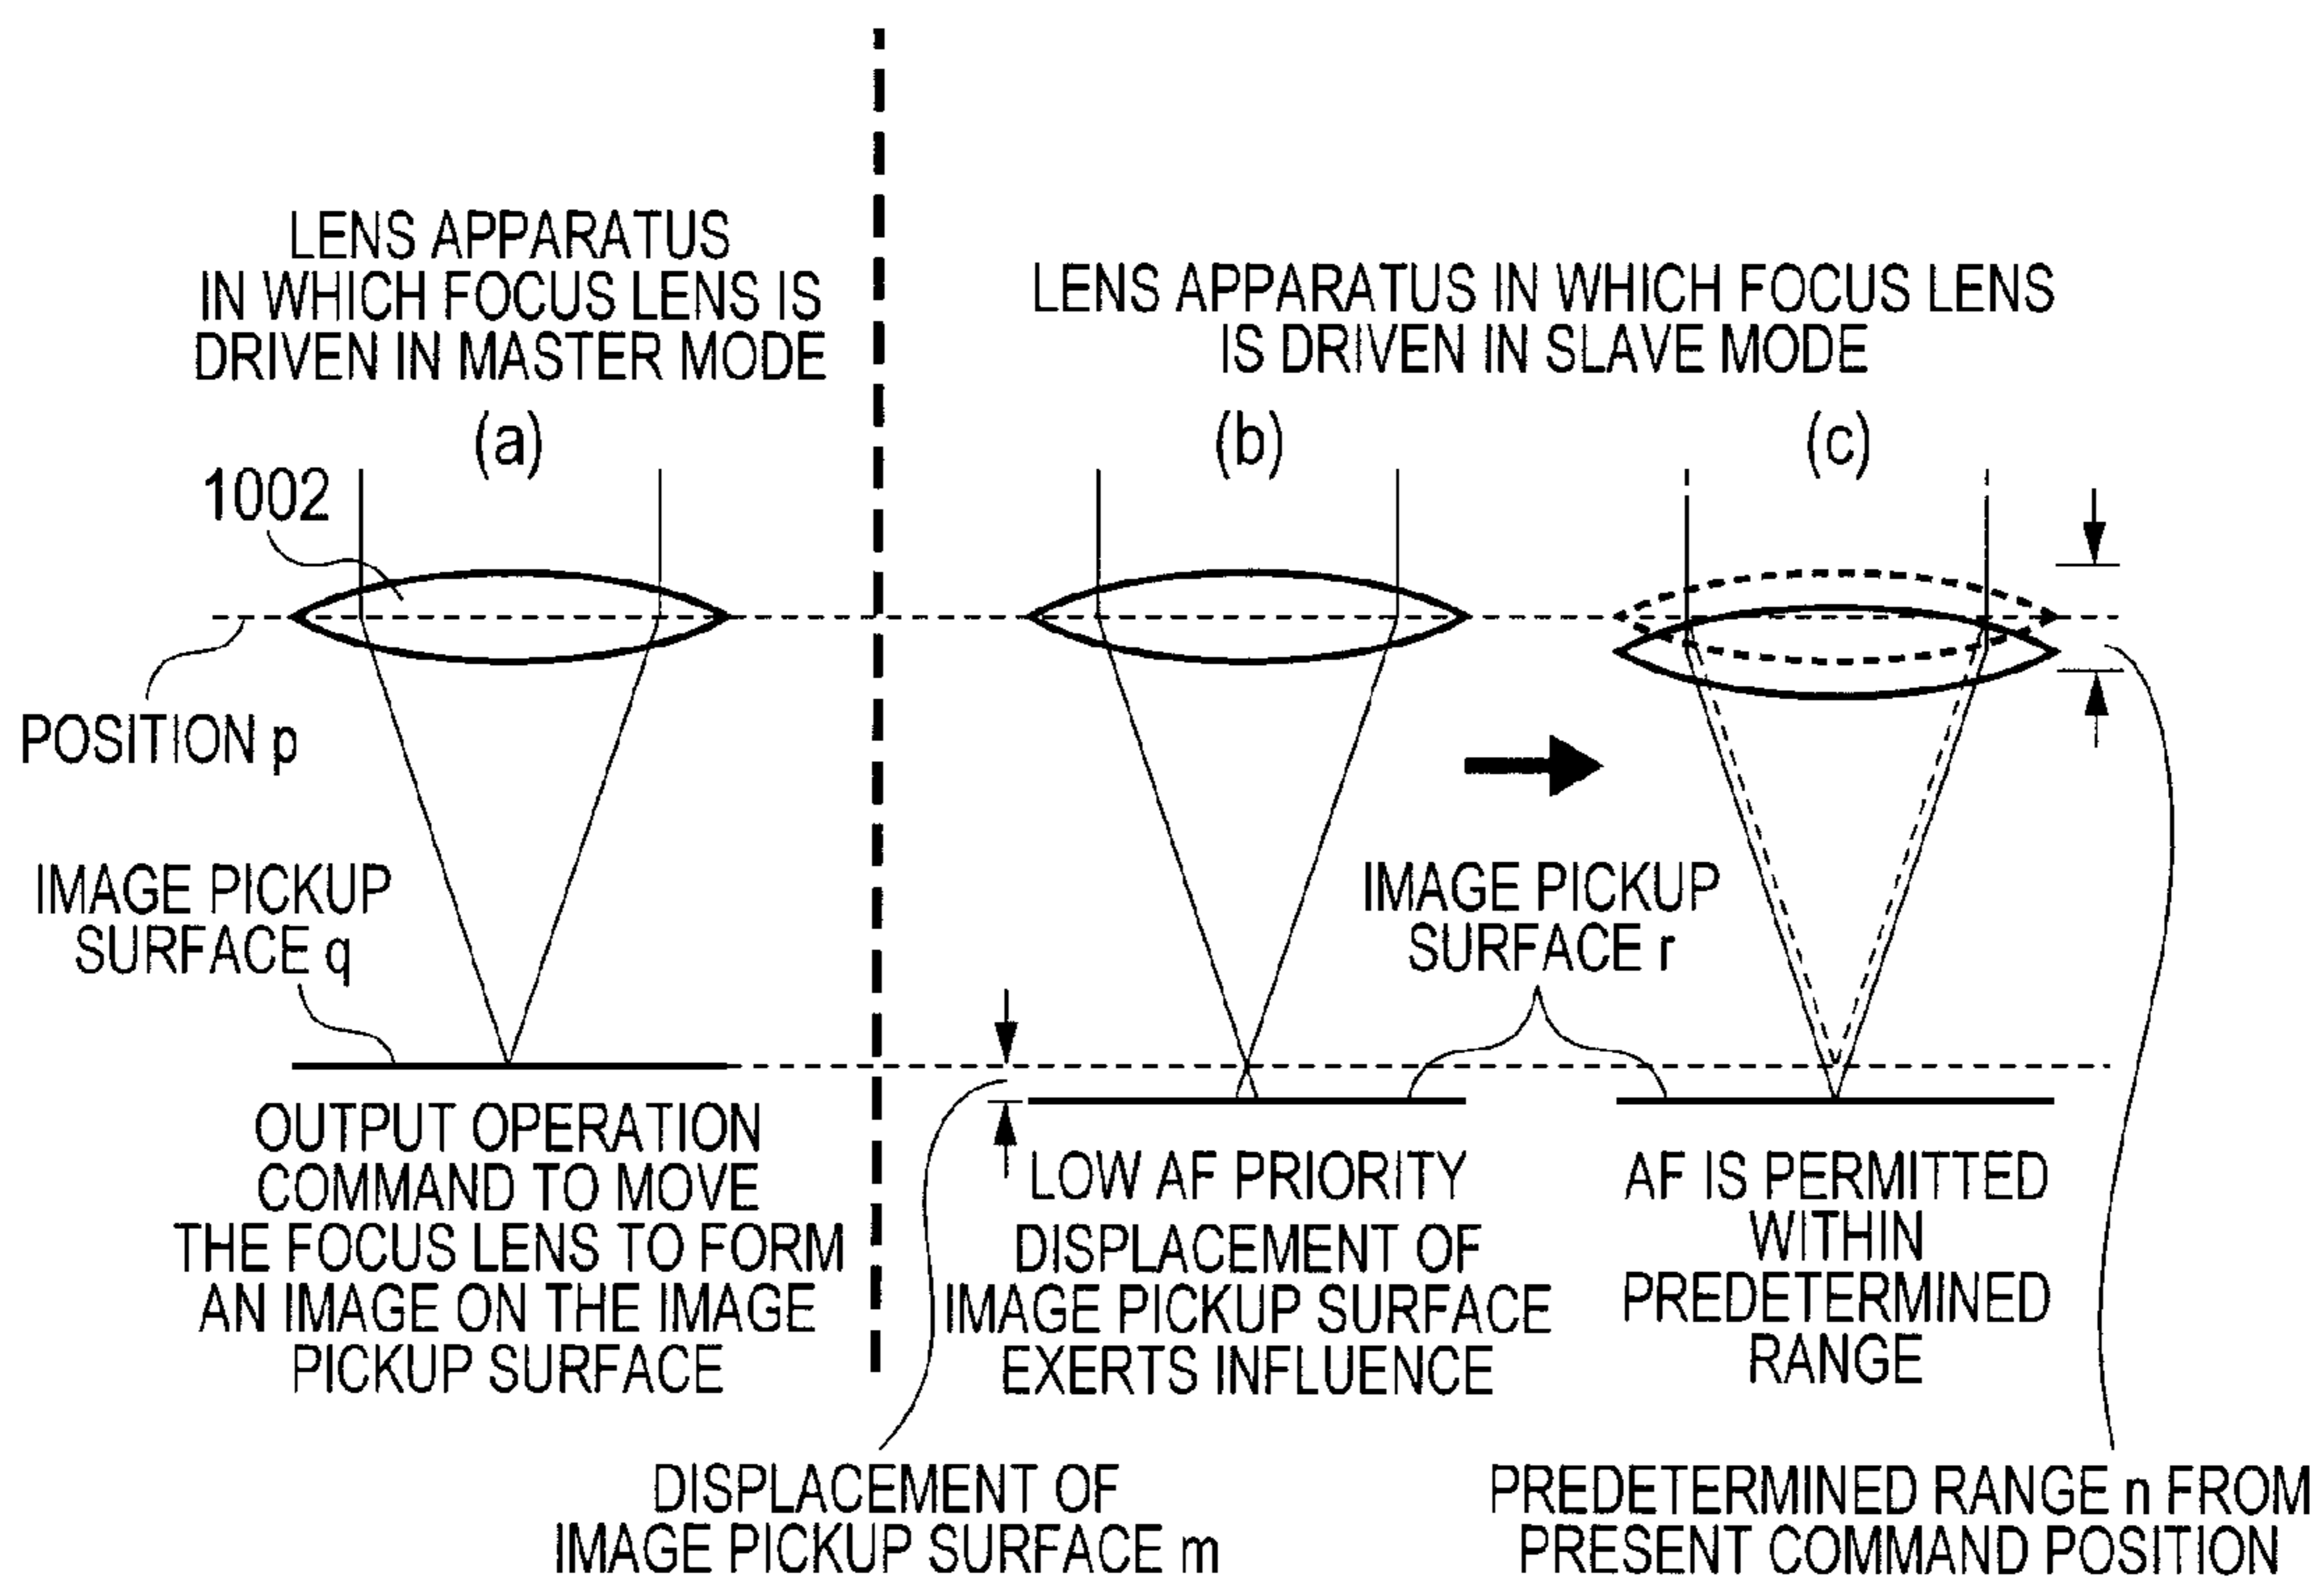 LENS APPARATUS
IN WHICH FOCUS LENS IS
DRIVEN IN MASTER MODE
(a)
LENS APPARATUS IN WHICH FOCUS LENS
IS DRIVEN IN SLAVE MODE
(b)
(c)
1002
POSITION p
IMAGE PICKUP
SURFACE q
IMAGE PICKUP
SURFACE r
OUTPUT OPERATION
COMMAND TO MOVE
THE FOCUS LENS TO FORM
AN IMAGE ON THE IMAGE
PICKUP SURFACE
LOW AF PRIORITY
DISPLACEMENT OF
IMAGE PICKUP SURFACE
EXERTS INFLUENCE
AF IS PERMITTED
WITHIN
PREDETERMINED
RANGE
DISPLACEMENT OF
IMAGE PICKUP SURFACE m
PREDETERMINED RANGE n FROM
PRESENT COMMAND POSITION